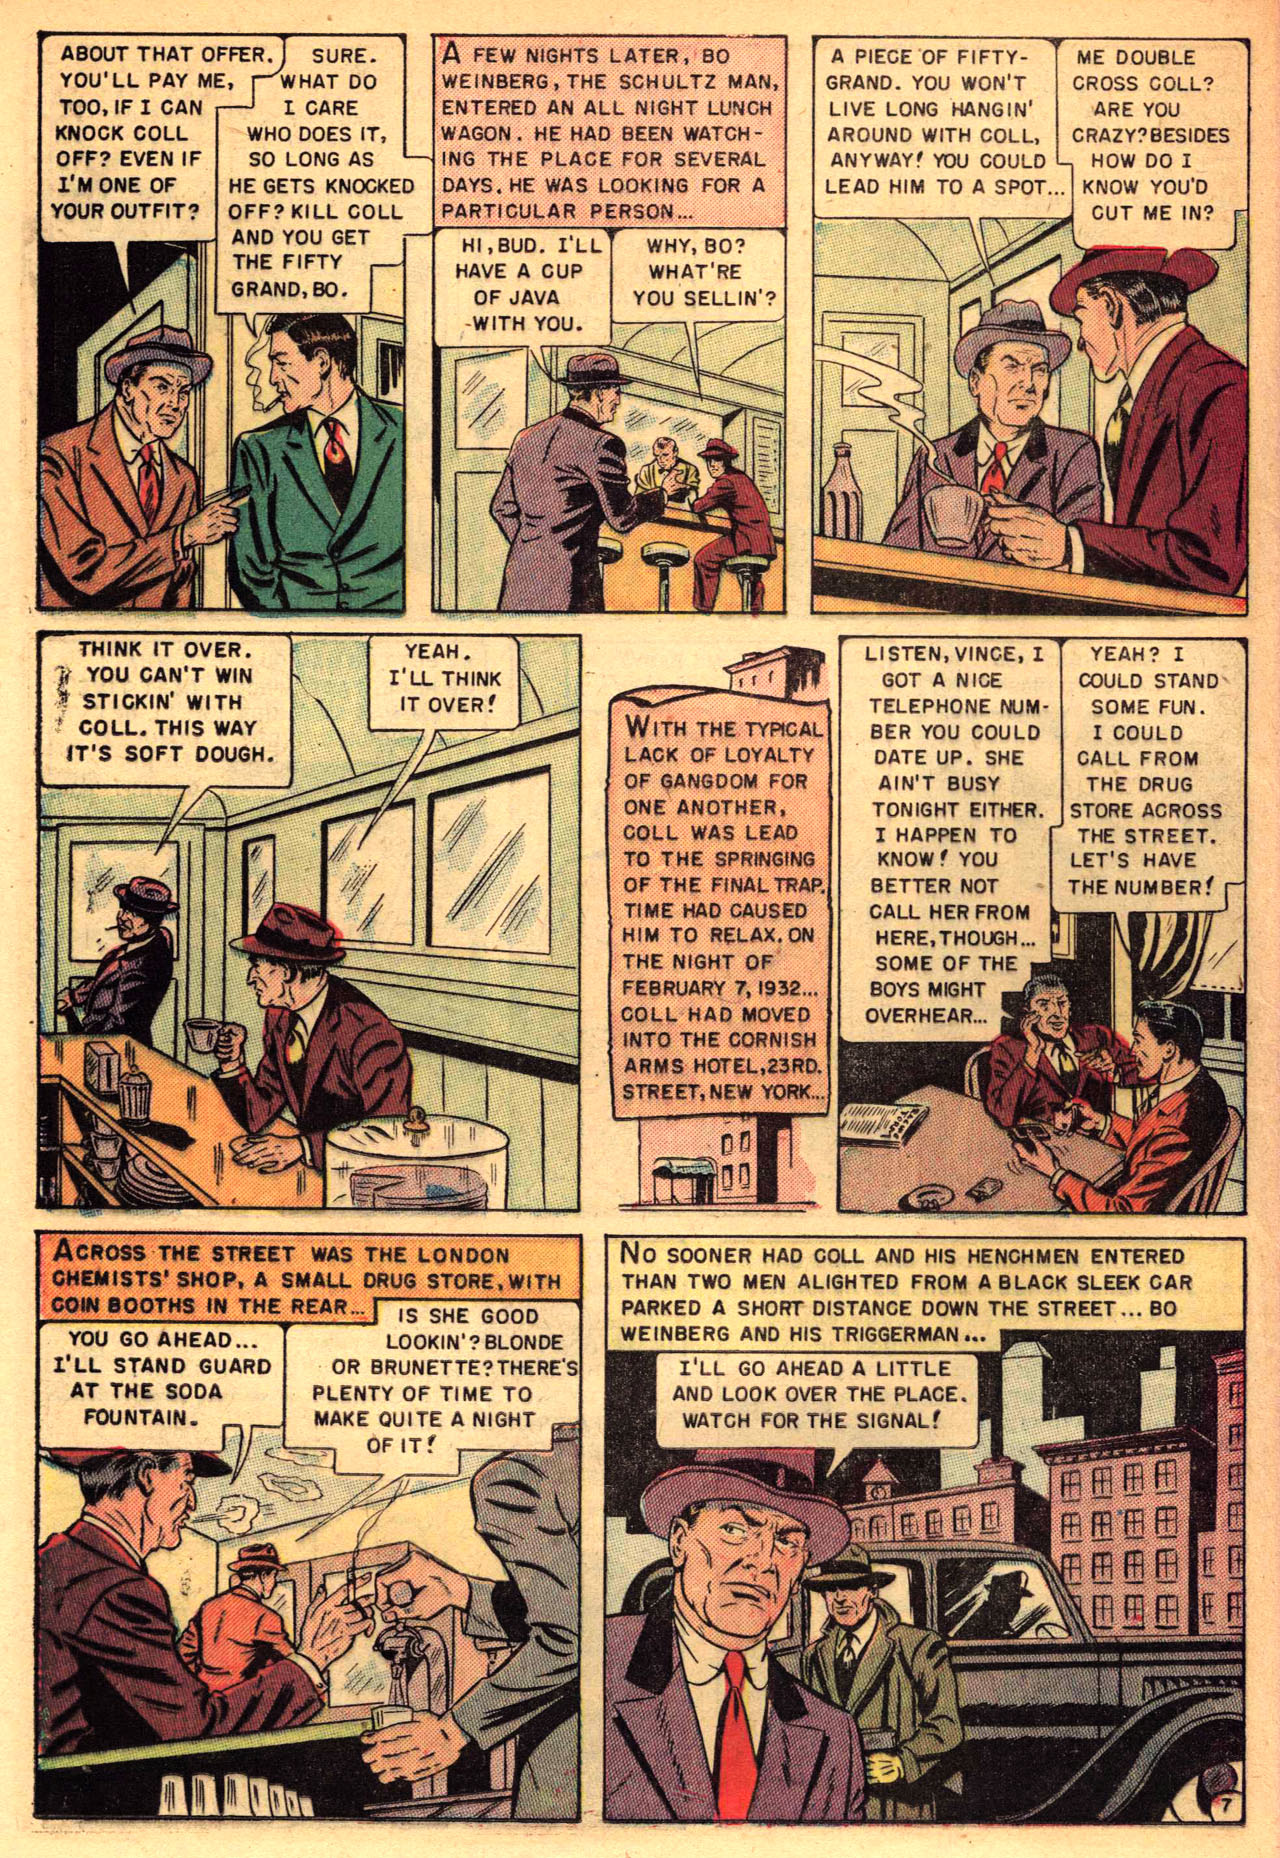 ABOUT THAT OFFER.
YOU'LL PAY ME,
TOO, IF I CAN
KNOCK COLL
OFF? EVEN IF
I'M ONE OF
YOUR OUTFIT?
SURE.
WHAT DO
I CARE
WHO DOES IT,
SO LONG AS
HE GETS KNOCKED
OFF? KILL COLL
AND YOU GET
THE FIFTY
GRAND, BO.
A FEW NIGHTS LATER, BO
WEINBERG, THE SCHULTZ MAN,
ENTERED AN ALL NIGHT LUNCH
WAGON. HE HAD BEEN WATCH-
ING THE PLACE FOR SEVERAL
DAYS. HE WAS LOOKING FOR A
PARTICULAR PERSON...
HI, BUD. I'LL
HAVE A CUP
OF JAVA
WITH YOU.
WHY, BO?
WHAT'RE
YOU SELLIN'?
A PIECE OF FIFTY-
GRAND. YOU WON'T
LIVE LONG HANGIN'
AROUND WITH COLL,
ANYWAY! YOU COULD
LEAD HIM TO A SPOT...
ME DOUBLE
CROSS COLL?
ARE YOU
CRAZY? BESIDES
HOW DO I
KNOW YOU'D
CUT ME IN?
THINK IT OVER.
YOU CAN'T WIN
STICKIN' WITH
COLL. THIS WAY
IT'S SOFT DOUGH.
YEAH.
I'LL THINK
IT OVER!
WITH THE TYPICAL
LACK OF LOYALTY
OF GANGDOM FOR
ONE ANOTHER,
COLL WAS LEAD
TO THE SPRINGING
OF THE FINAL TRAP.
TIME HAD CAUSED
HIM TO RELAX. ON
THE NIGHT OF
FEBRUARY 7, 1932...
COLL HAD MOVED
INTO THE CORNISH
ARMS HOTEL, 23RD.
STREET, NEW YORK...
LISTEN, VINCE, I
GOT A NICE
TELEPHONE NUM-
BER YOU COULD
DATE UP. SHE
AIN'T BUSY
TONIGHT EITHER.
I HAPPEN TO
KNOW! YOU
BETTER NOT
CALL HER FROM
HERE, THOUGH...
SOME OF THE
BOYS MIGHT
OVERHEAR...
YEAH? I
COULD STAND
SOME FUN.
I COULD
CALL FROM
THE DRUG
STORE ACROSS
THE STREET.
LET'S HAVE
THE NUMBER!
ACROSS THE STREET WAS THE LONDON
CHEMISTS' SHOP, A SMALL DRUG STORE, WITH
COIN BOOTHS IN THE REAR...
YOU GO AHEAD...
I'LL STAND GUARD
AT THE SODA
FOUNTAIN.
IS SHE GOOD
LOOKIN'? BLONDE
OR BRUNETTE? THERE'S
PLENTY OF TIME TO
MAKE QUITE A NIGHT
OF IT!
NO SOONER HAD COLL AND HIS HENCHMEN ENTERED
THAN TWO MEN ALIGHTED FROM A BLACK SLEEK CAR
PARKED A SHORT DISTANCE DOWN THE STREET... BO
WEINBERG AND HIS TRIGGERMAN...
I'LL GO AHEAD A LITTLE
AND LOOK OVER THE PLACE.
WATCH FOR THE SIGNAL!
7